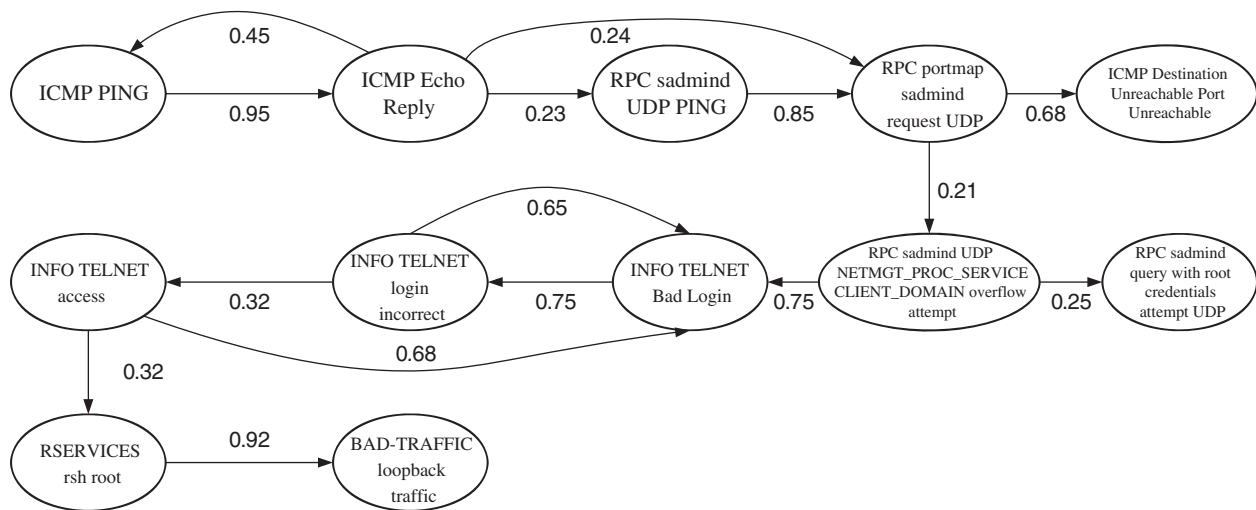 0.45
0.24
ICMP PING
0.95
ICMP Echo
Reply
0.23
RPC sadmind
UDP PING
0.85
RPC portmap
sadmind
request UDP
0.68
ICMP Destination
Unreachable Port
Unreachable
0.21
0.65
INFO TELNET
access
0.32
INFO TELNET
login
incorrect
0.75
INFO TELNET
Bad Login
0.75
RPC sadmind UDP
NETMGT_PROC_SERVICE
CLIENT_DOMAIN overflow
attempt
0.25
RPC sadmind
query with root
credentials
attempt UDP
0.68
0.32
RSERVICES
rsh root
0.92
BAD-TRAFFIC
loopback
traffic